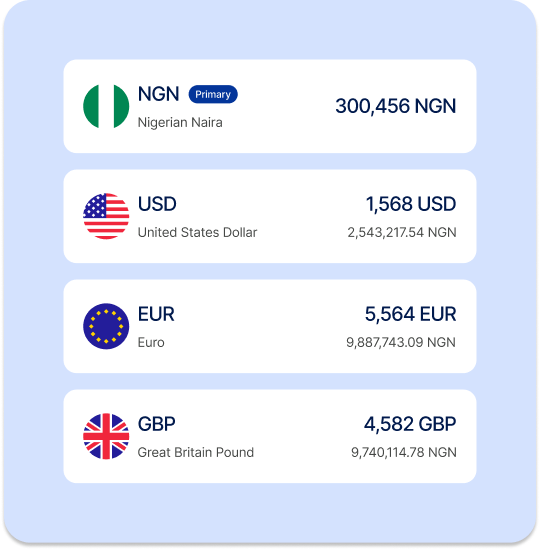 NGN Primary
300,456 NGN
Nigerian Naira
USD
1,568 USD
United States Dollar
2,543,217.54 NGN
EUR
5,564 EUR
Euro
9,887,743.09 NGN
GBP
4,582 GBP
Great Britain Pound
9,740,114.78 NGN